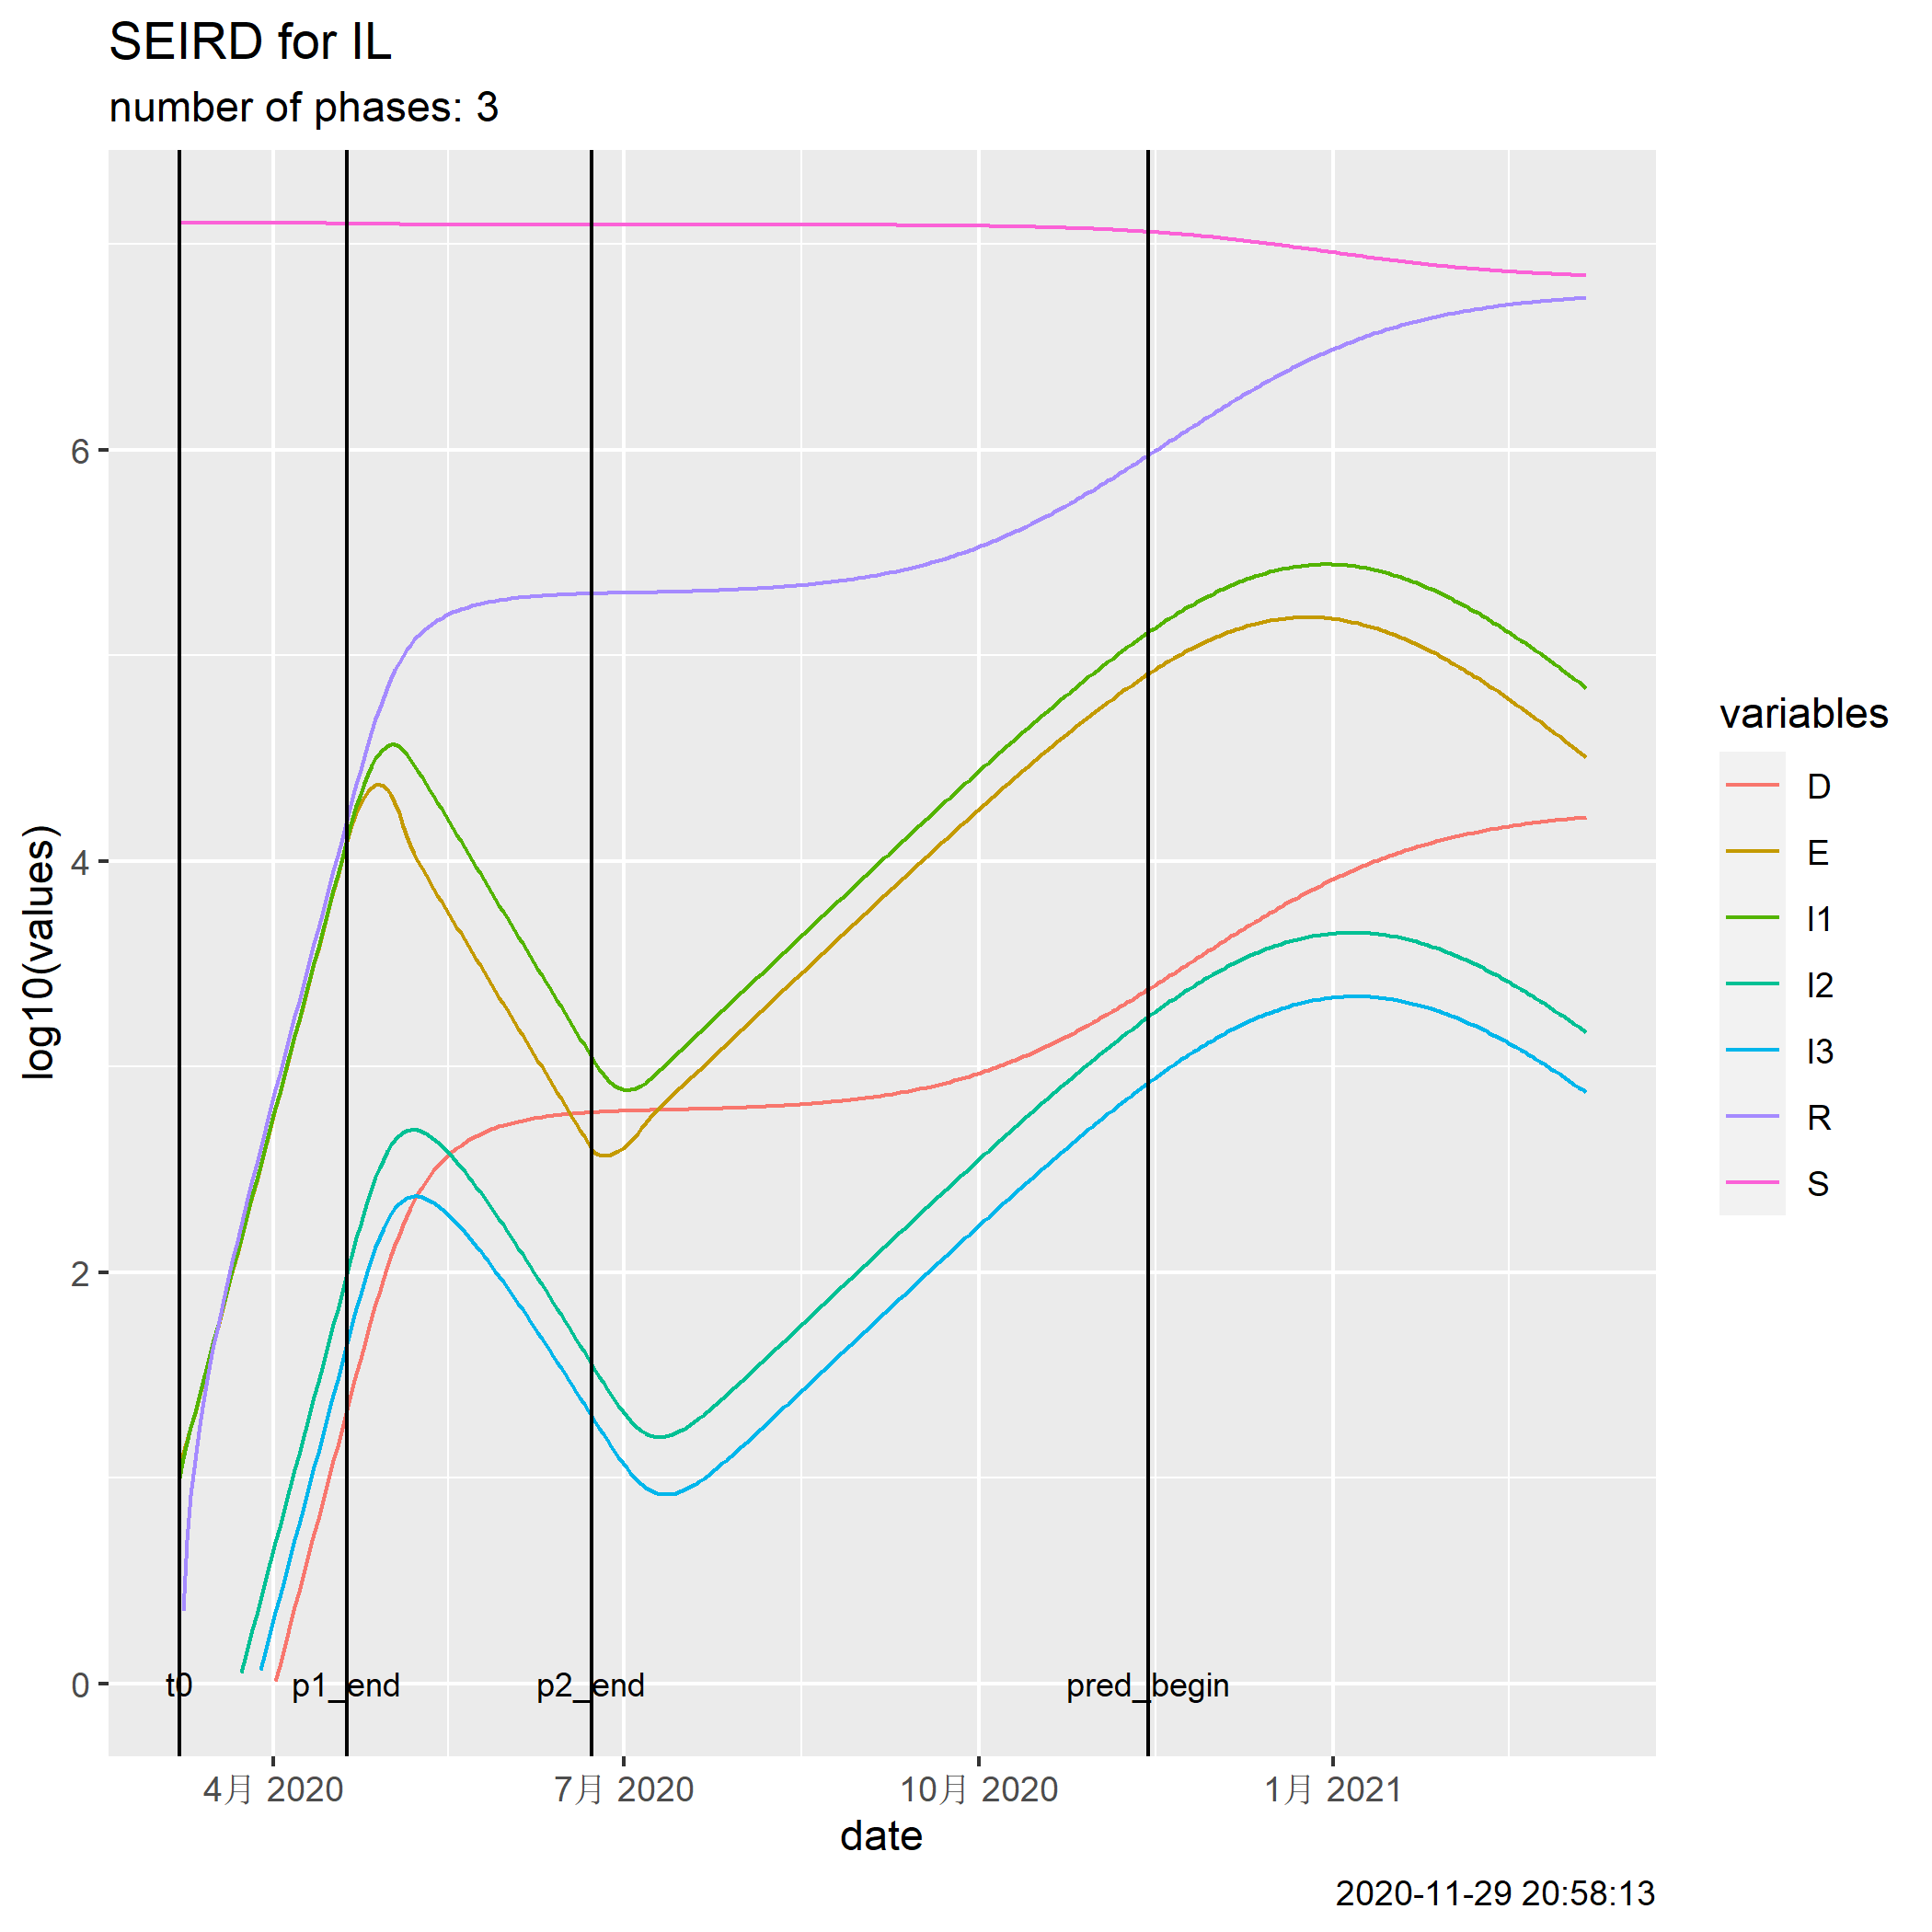 SEIRD for IL
number of phases: 3
log10(values)
6
4
2
0
t0
p1_end
p2_end
pred_begin
4月 2020
7月 2020
10月 2020
1月 2021
date
variables
D
E
I1
I2
I3
R
S
2020-11-29 20:58:13